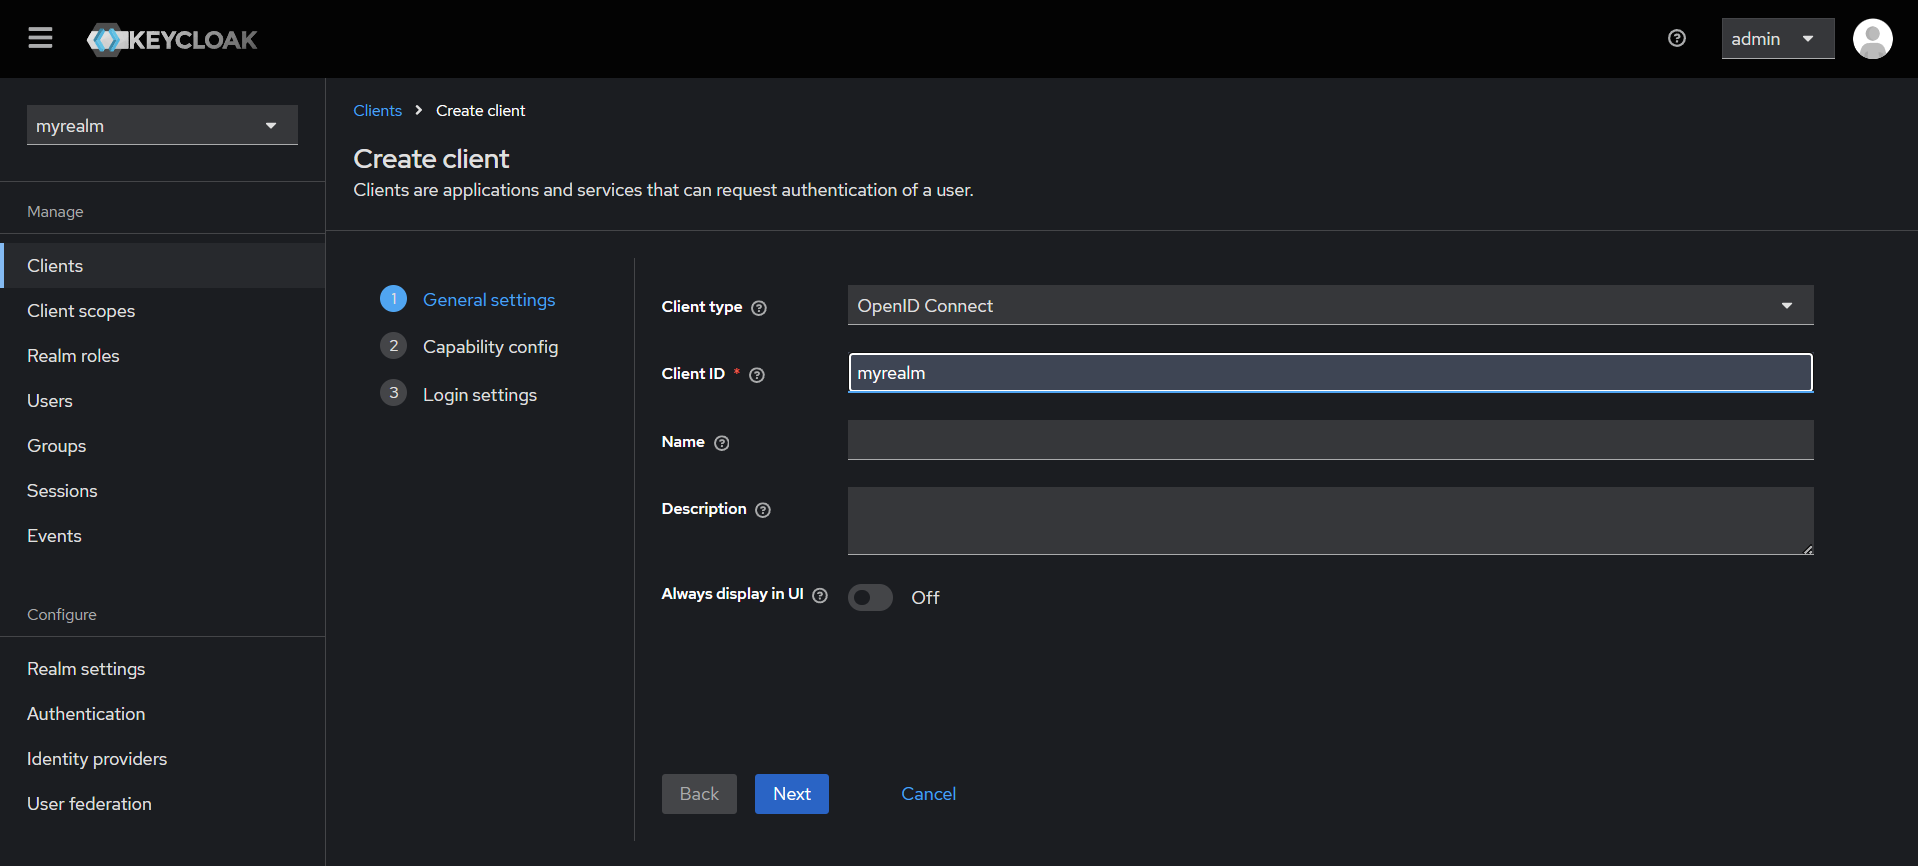 KEYCLOAK
admin
myrealm
Manage
Clients
Client scopes
Realm roles
Users
Groups
Sessions
Events
Configure
Realm settings
Authentication
Identity providers
User federation
Clients > Create client
Create client
Clients are applications and services that can request authentication of a user.
1 General settings
2 Capability config
3 Login settings
Client type ? OpenID Connect
Client ID * ? myrealm
Name ?
Description ?
Always display in UI ? Off
Back Next Cancel